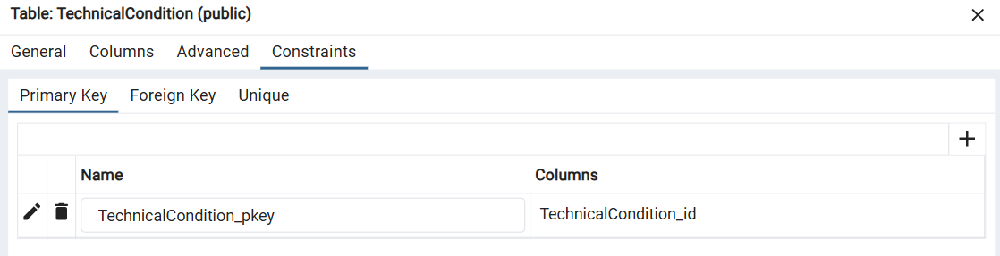 Table: TechnicalCondition (public)
General Columns Advanced Constraints
Primary Key Foreign Key Unique
Name Columns
TechnicalCondition_pkey TechnicalCondition_id